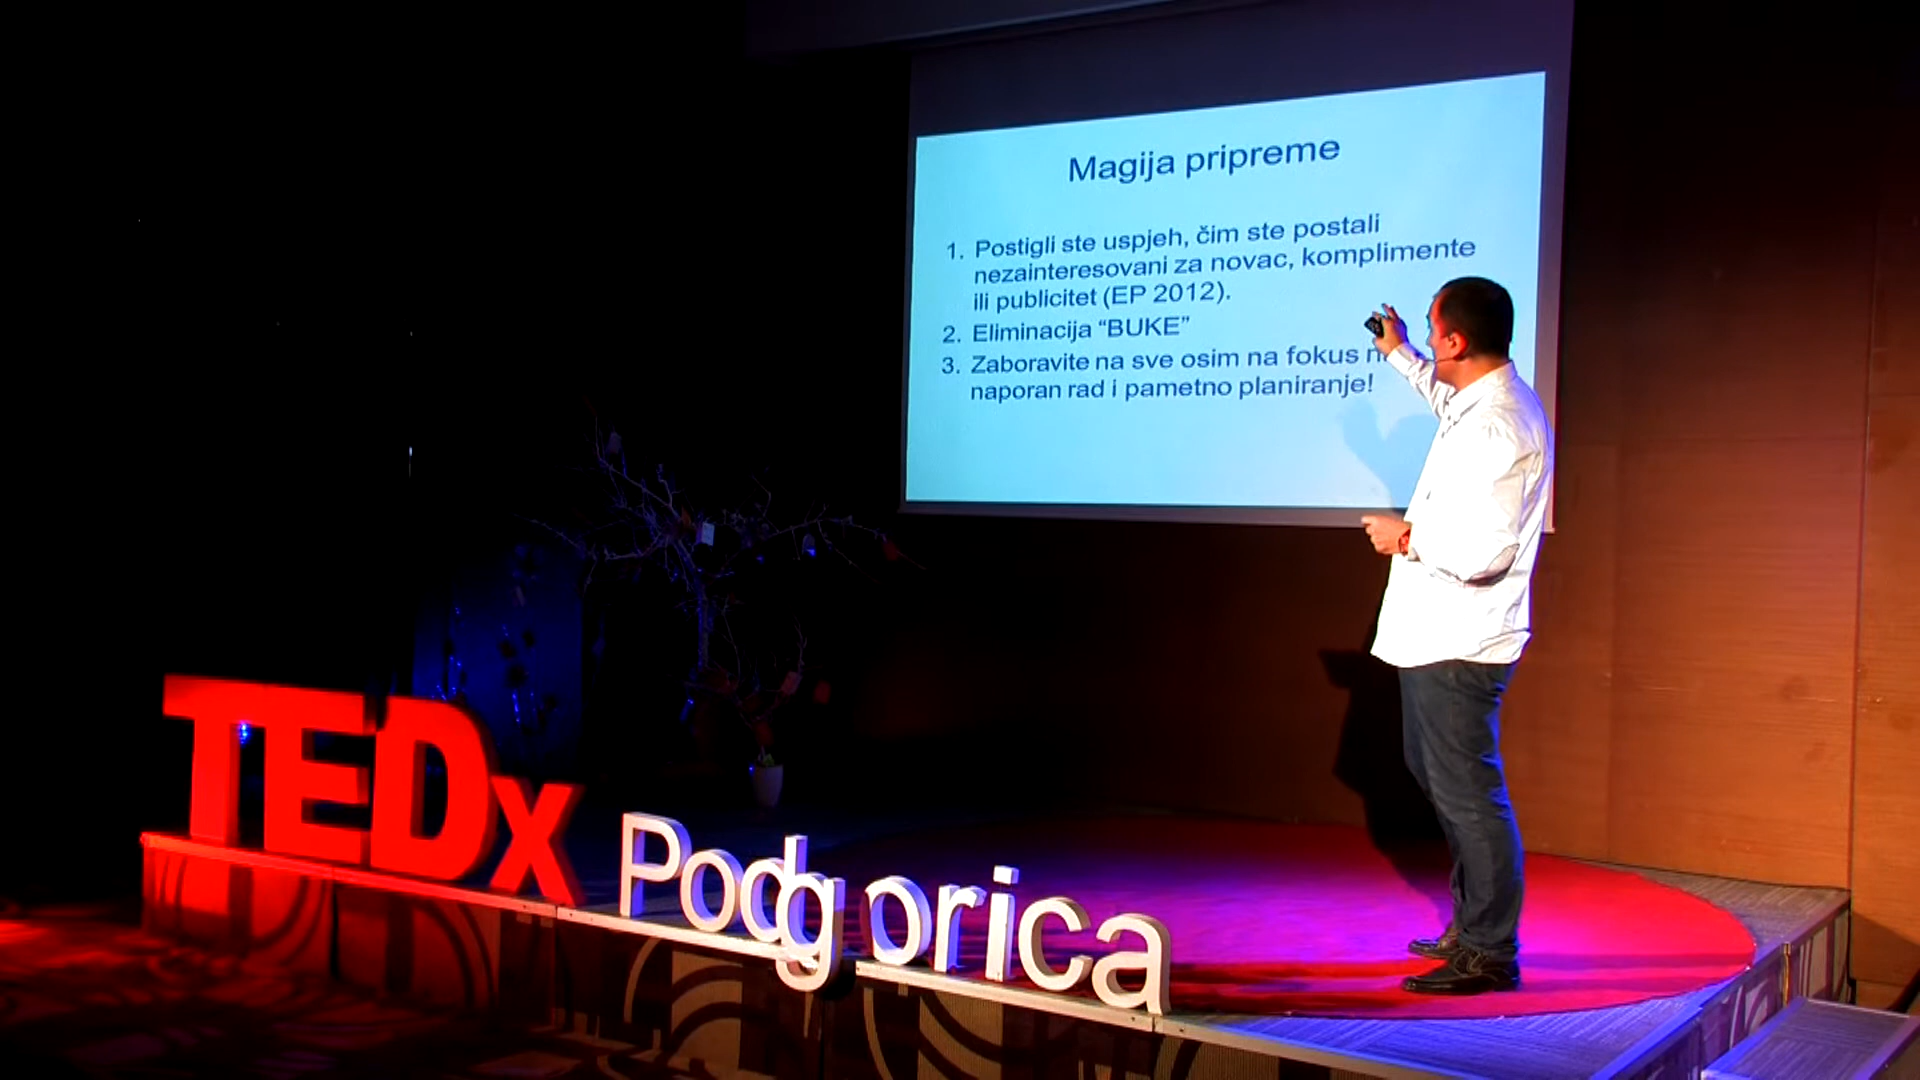 Magija pripreme
1. Postigli ste uspjeh, čim ste postali
nezainteresovani za novac, komplimente
ili publicitet (EP 2012).
2. Eliminacija “BUKE”
3. Zaboravite na sve osim na fokus
naporan rad i pametno planiranje!
TEDx
Podgorica